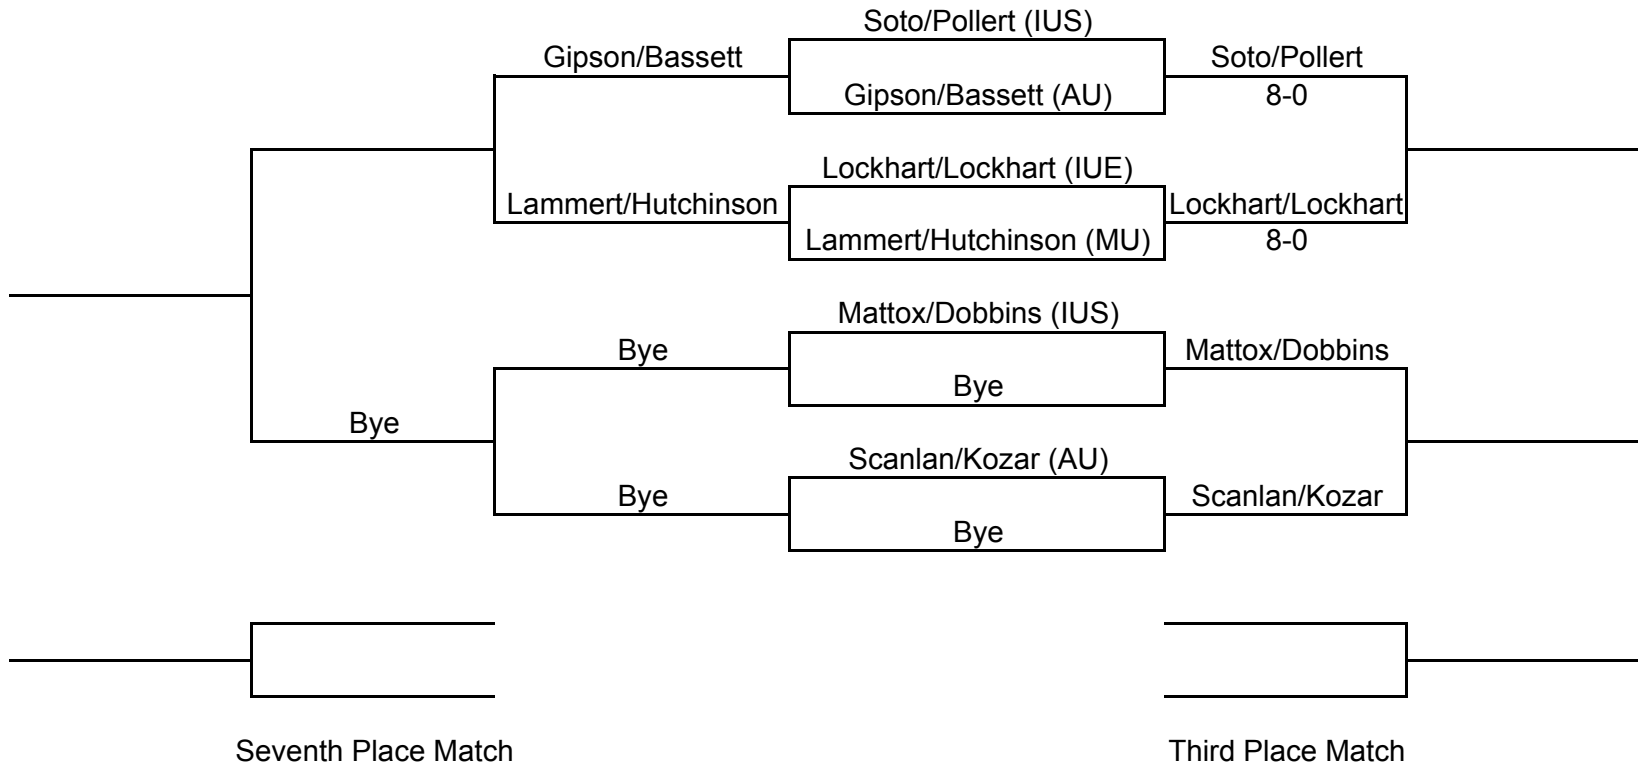 Soto/Pollert (IUS)
Gipson/Bassett
Soto/Pollert
Gipson/Bassett (AU)
8-0
Lockhart/Lockhart (IUE)
Lammert/Hutchinson
Lockhart/Lockhart
Lammert/Hutchinson (MU)
8-0
Mattox/Dobbins (IUS)
Bye
Mattox/Dobbins
Bye
Bye
Scanlan/Kozar (AU)
Bye
Scanlan/Kozar
Bye
Seventh Place Match
Third Place Match